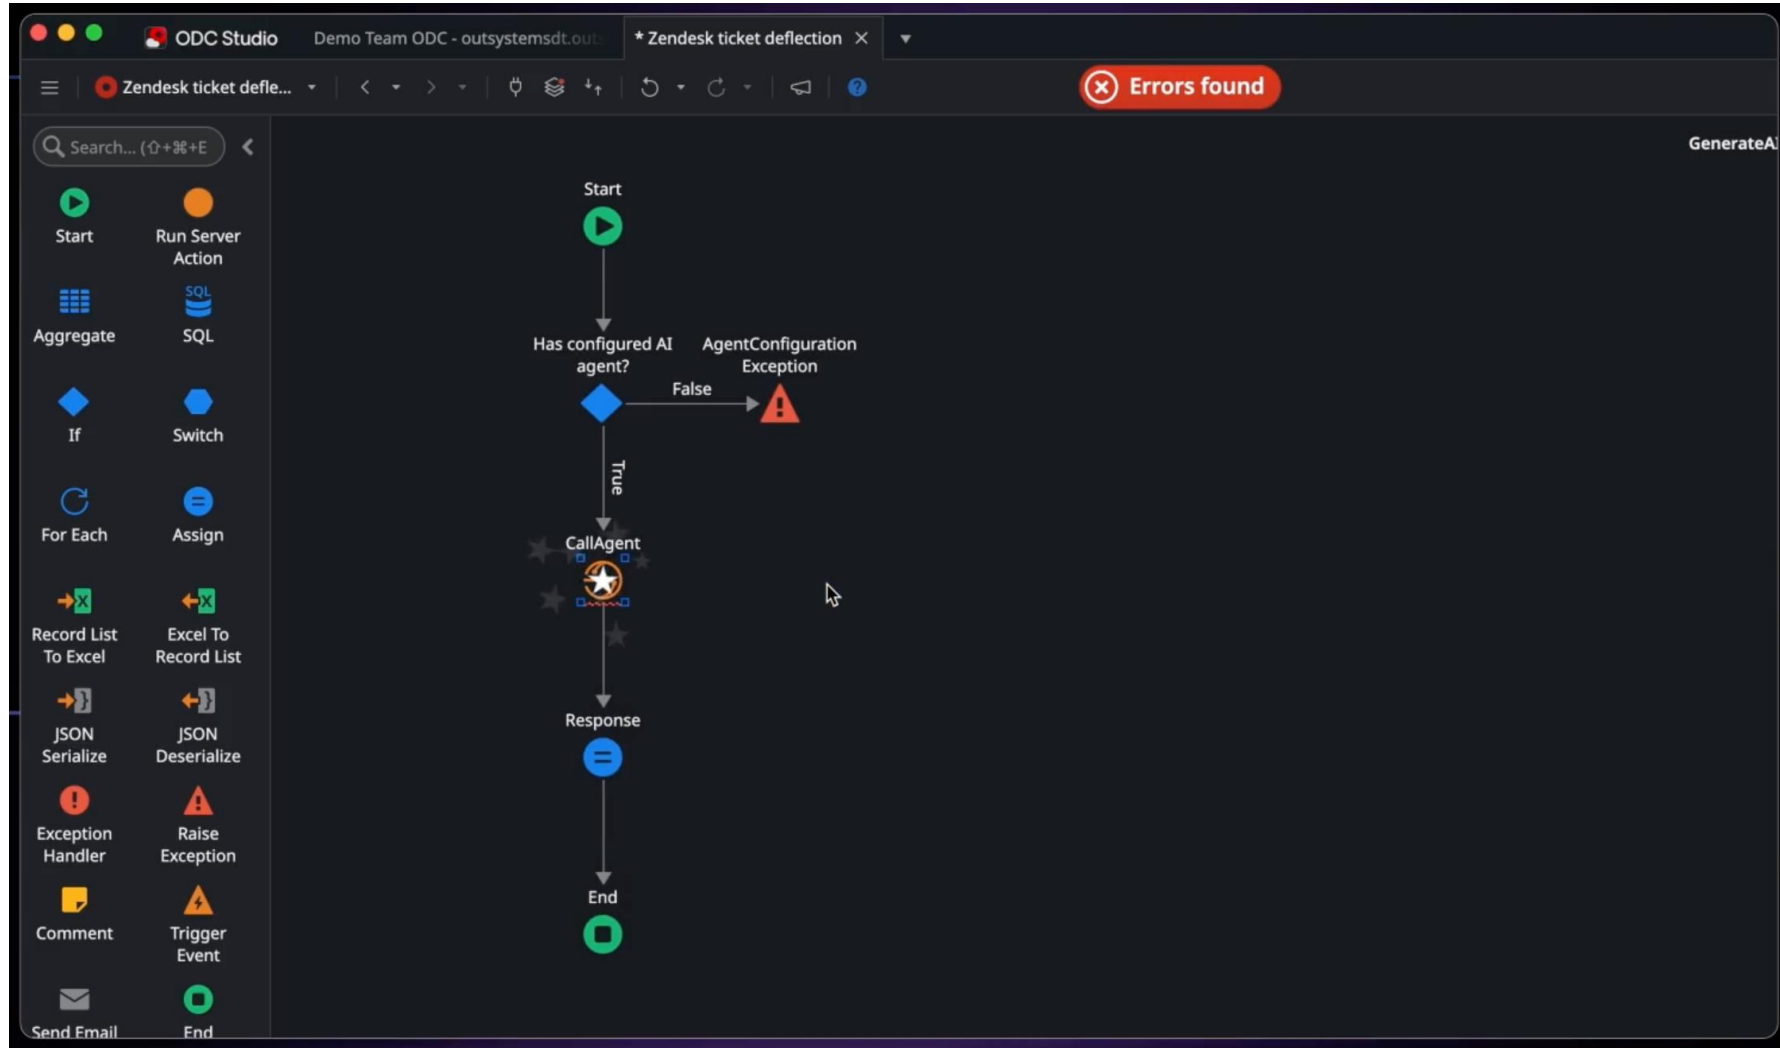 ODC Studio
Demo Team ODC - outsystemsdt.out
* Zendesk ticket deflection
Zendesk ticket defle...
Errors found
Search... (⇧+⌘+E
GenerateAI
Start
Run Server
Action
Aggregate
SQL
SQL
If
Switch
For Each
Assign
Record List
To Excel
Excel To
Record List
JSON
Serialize
JSON
Deserialize
Exception
Handler
Raise
Exception
Comment
Trigger
Event
Send Email
End
Start
Has configured AI
agent?
AgentConfiguration
Exception
False
True
CallAgent
Response
End